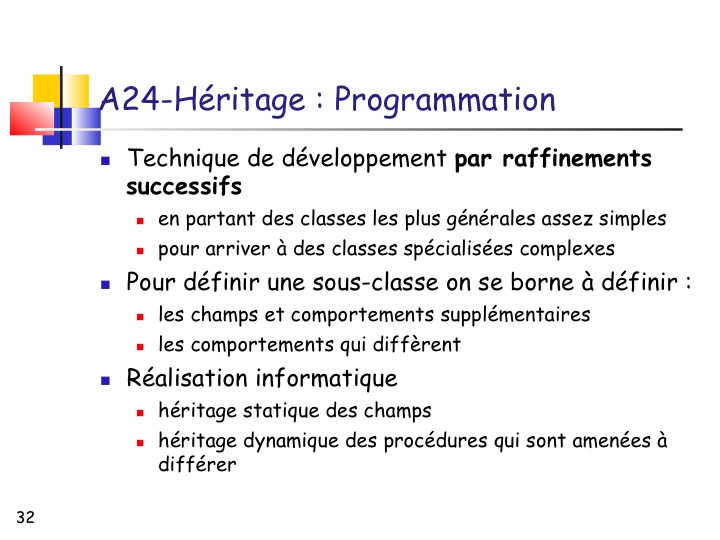 A24-Héritage : Programmation
Technique de développement par raffinements
successifs
en partant des classes les plus générales assez simples
pour arriver à des classes spécialisées complexes
Pour définir une sous-classe on se borne à définir :
les champs et comportements supplémentaires
les comportements qui diffèrent
Réalisation informatique
héritage statique des champs
héritage dynamique des procédures qui sont amenées à
différer
32